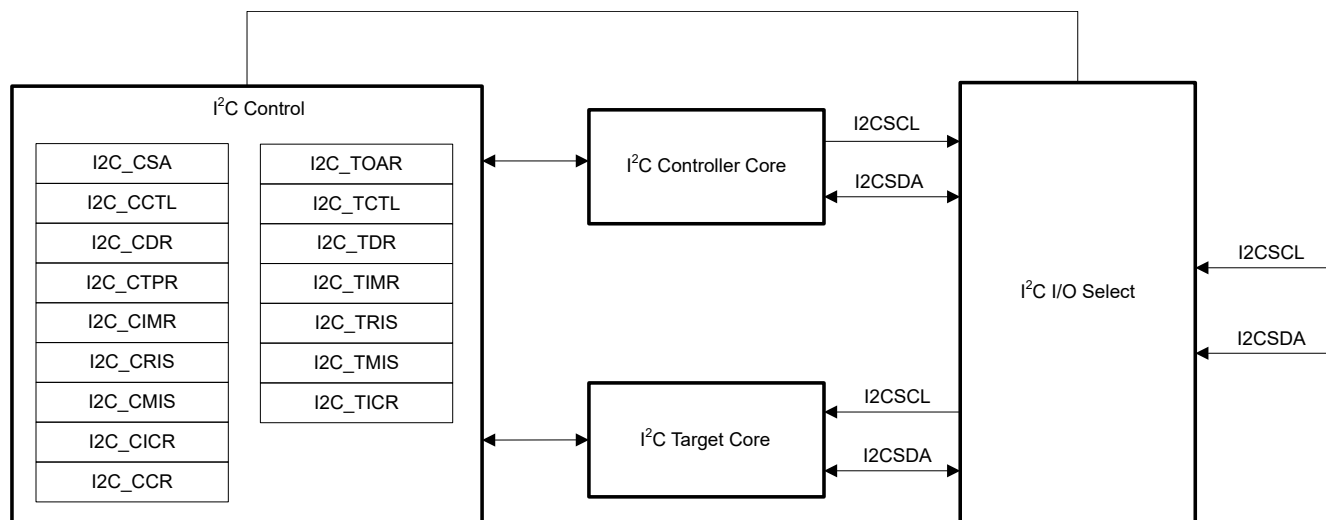 I²C Control
I2C_CSA
I2C_CCTL
I2C_CDR
I2C_CTPR
I2C_CIMR
I2C_CRIS
I2C_CMIS
I2C_CICR
I2C_CCR
I2C_TOAR
I2C_TCTL
I2C_TDR
I2C_TIMR
I2C_TRIS
I2C_TMIS
I2C_TICR
I²C Controller Core
I2CSCL
I2CSDA
I²C Target Core
I2CSCL
I2CSDA
I²C I/O Select
I2CSCL
I2CSDA